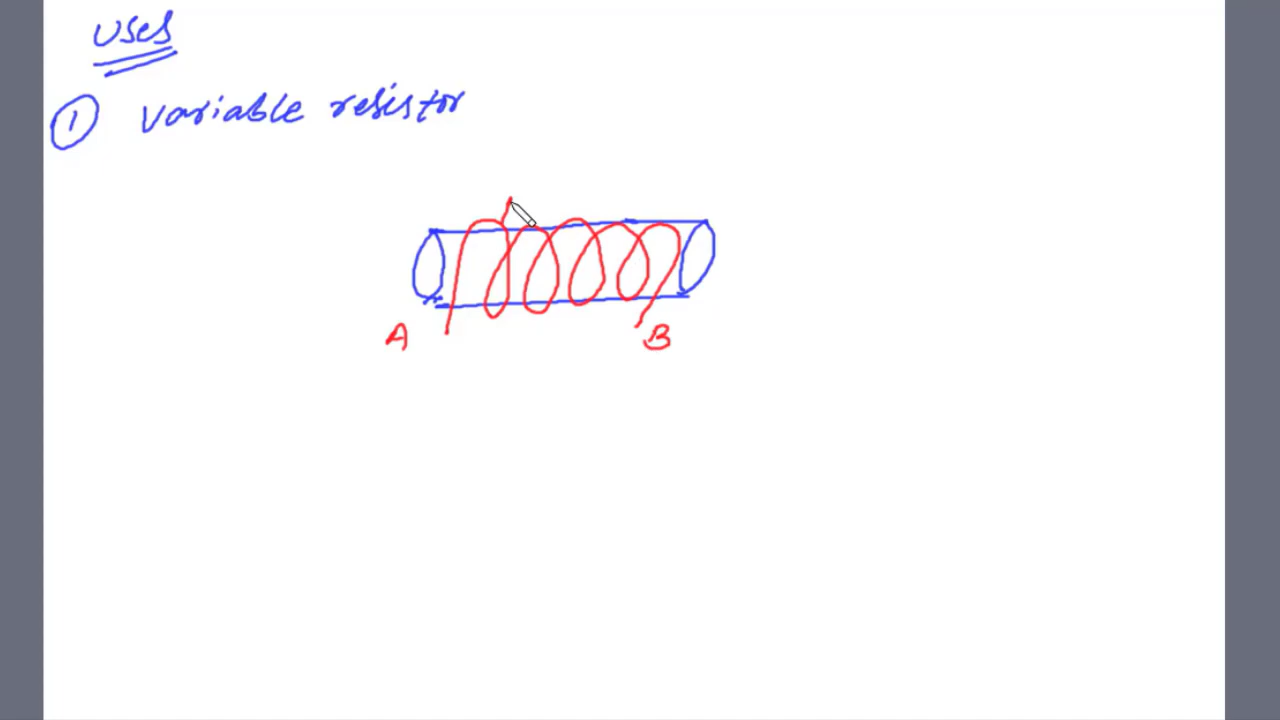 uses
① variable resistor
A B